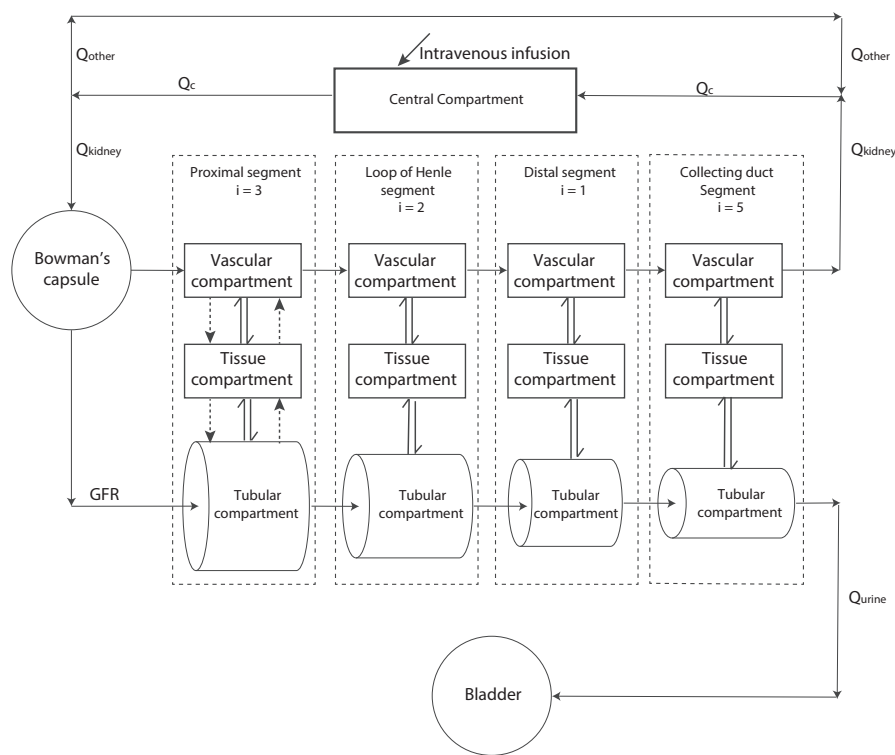 Qother
Intravenous infusion
Qother
Qc
Central Compartment
Qc
Qkidney
Qkidney
Proximal segment
i = 3
Loop of Henle
segment
i = 2
Distal segment
i = 1
Collecting duct
Segment
i = 5
Bowman's
capsule
Vascular
compartment
Vascular
compartment
Vascular
compartment
Vascular
compartment
Tissue
compartment
Tissue
compartment
Tissue
compartment
Tissue
compartment
GFR
Tubular
compartment
Tubular
compartment
Tubular
compartment
Tubular
compartment
Qurine
Bladder